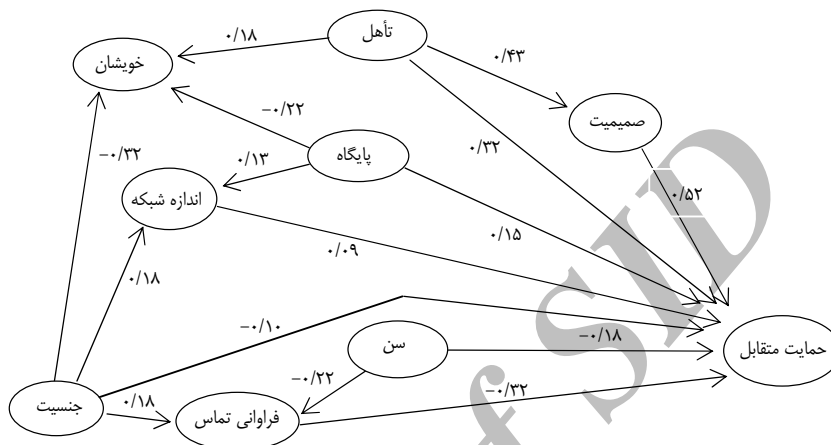 تأهل
۰/۱۸
خویشان
۰/۴۳
-۰/۲۲
صمیمیت
پایگاه
۰/۳۲
-۰/۳۲
۰/۱۳
اندازه شبکه
۰/۵۲
۰/۱۵
۰/۰۹
۰/۱۸
-۰/۱۰
سن
-۰/۱۸
حمایت متقابل
-۰/۲۲
-۰/۳۲
جنسیت
۰/۱۸
فراوانی تماس
of SID